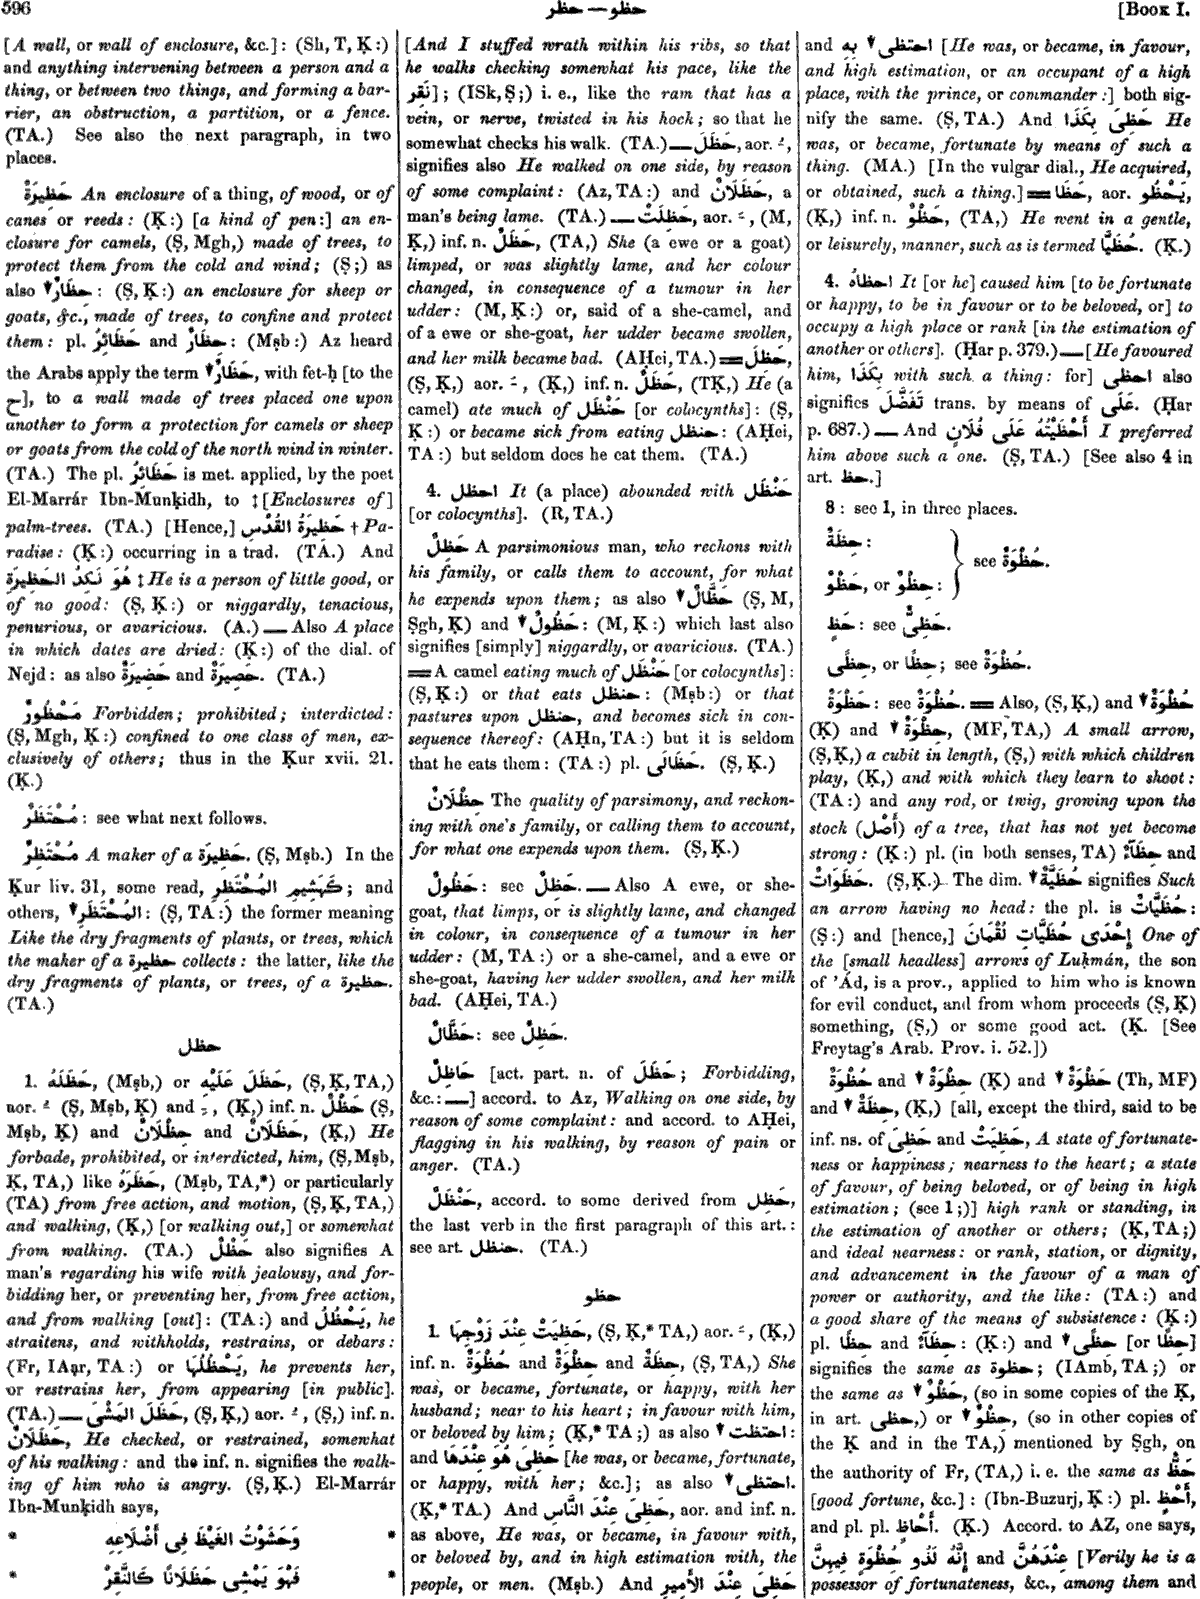 596
حظر — حظو
[Book I.
[A wall, or wall of enclosure, &c.]: (Sh, T, Ḳ:)
and anything intervening between a person and a
thing, or between two things, and forming a bar-
rier, an obstruction, a partition, or a fence.
(TA.) See also the next paragraph, in two
places.
حَظِيرَةٌ An enclosure of a thing, of wood, or of
canes or reeds: (Ḳ:) [a kind of pen:] an en-
closure for camels, (Ṣ, Mgh,) made of trees, to
protect them from the cold and wind; (Ṣ;) as
also ▼ حِظَارٌ: (Ṣ, Ḳ:) an enclosure for sheep or
goats, &c., made of trees, to confine and protect
them: pl. حَظَائِرُ and حِظَارٌ: (Mṣb:) Az heard
the Arabs apply the term ▼ حَظَارٌ, with fet-ḥ [to the
ح], to a wall made of trees placed one upon
another to form a protection for camels or sheep
or goats from the cold of the north wind in winter.
(TA.) The pl. حَظَائِرُ is met. applied, by the poet
El-Marrár Ibn-Munḳidh, to ‡ [Enclosures of]
palm-trees. (TA.) [Hence,] حَظِيرَةُ القُدْسِ † Pa-
radise: (Ḳ:) occurring in a trad. (TA.) And
هُوَ نَكِدُ الحَظِيرَةِ ‡ He is a person of little good, or
of no good: (Ṣ, Ḳ:) or niggardly, tenacious,
penurious, or avaricious. (A.) — Also A place
in which dates are dried: (Ḳ:) of the dial. of
Nejd: as also حَضِيرَةٌ and حَصِيرَةٌ. (TA.)
مَحْظُورٌ Forbidden; prohibited; interdicted:
(Ṣ, Mgh, Ḳ:) confined to one class of men, ex-
clusively of others; thus in the Ḳur xvii. 21.
(Ḳ.)
مُحْتَظَرٌ: see what next follows.
مُحْتَظِرٌ A maker of a حَظِيرَة. (Ṣ, Mṣb.) In the
Ḳur liv. 31, some read, كَهَشِيمِ المُحْتَظِرِ; and
others, ▼ المُحْتَظَرِ: (Ṣ, TA:) the former meaning
Like the dry fragments of plants, or trees, which
the maker of a حظيرة collects: the latter, like the
dry fragments of plants, or trees, of a حظيرة.
(TA.)
حظل
1. حَظَلَهُ, (Mṣb,) or حَظَلَ عَلَيْهِ, (Ṣ, Ḳ, TA,)
aor. ـُ (Ṣ, Mṣb, Ḳ) and ـِ, (Ḳ,) inf. n. حَظْلٌ (Ṣ,
Mṣb, Ḳ) and حِظْلَانٌ and حَظَلَانٌ, (Ḳ,) He
forbade, prohibited, or interdicted, him, (Ṣ, Mṣb,
Ḳ, TA,) like حَظَرَهُ, (Mṣb, TA,*) or particularly
(TA) from free action, and motion, (Ṣ, Ḳ, TA,)
and walking, (Ḳ,) [or walking out,] or somewhat
from walking. (TA.) حَظْلٌ also signifies A
man's regarding his wife with jealousy, and for-
bidding her, or preventing her, from free action,
and from walking [out]: (TA:) and يَحْظُلُ, he
straitens, and withholds, restrains, or debars:
(Fr, IAạr, TA:) or يَحْظُلُهَا, he prevents her,
or restrains her, from appearing [in public].
(TA.) — حَظَلَ المَشْىَ, (Ṣ, Ḳ,) aor. ـُ, (Ṣ,) inf. n.
حَظَلَانٌ, He checked, or restrained, somewhat
of his walking: and the inf. n. signifies the walk-
ing of him who is angry. (Ṣ, Ḳ.) El-Marrár
Ibn-Munḳidh says,
* وَحَشَوْتُ الغَيْظَ فِى أَضْلَاعِهِ *
* فَهْوَ يَمْشِى حَظَلَانًا كَالنَّقِرْ *
[And I stuffed wrath within his ribs, so that
he walks checking somewhat his pace, like the
نَقِر]; (ISk, Ṣ;) i. e., like the ram that has a
vein, or nerve, twisted in his hock; so that he
somewhat checks his walk. (TA.) — حَظَلَ, aor. ـُ,
signifies also He walked on one side, by reason
of some complaint: (Az, TA:) and حَظَلَانٌ, a
man's being lame. (TA.) — حَظِلَتْ, aor. ـَ, (M,
Ḳ,) inf. n. حَظَلٌ, (TA,) She (a ewe or a goat)
limped, or was slightly lame, and her colour
changed, in consequence of a tumour in her
udder: (M, Ḳ:) or, said of a she-camel, and
of a ewe or she-goat, her udder became swollen,
and her milk became bad. (AḤei, TA.) = حَظِلَ,
(Ṣ, Ḳ,) aor. ـَ, (Ḳ,) inf. n. حَظَلٌ, (TḲ,) He (a
camel) ate much of حَنْظَل [or colocynths]: (Ṣ,
Ḳ:) or became sick from eating حنظل: (AḤei,
TA:) but seldom does he eat them. (TA.)
4. احظل It (a place) abounded with حَنْظَل
[or colocynths]. (R, TA.)
حَظِلٌ A parsimonious man, who reckons with
his family, or calls them to account, for what
he expends upon them; as also ▼ حَظَّالٌ (Ṣ, M,
Ṣgh, Ḳ) and ▼ حَظُولٌ: (M, Ḳ:) which last also
signifies [simply] niggardly, or avaricious. (TA.)
= A camel eating much of حَنْظَل [or colocynths]:
(Ṣ, Ḳ:) or that eats حنظل: (Mṣb:) or that
pastures upon حنظل, and becomes sick in con-
sequence thereof: (AḤn, TA:) but it is seldom
that he eats them: (TA:) pl. حَظَالَى. (Ṣ, Ḳ.)
حِظْلَانٌ The quality of parsimony, and reckon-
ing with one's family, or calling them to account,
for what one expends upon them. (Ṣ, Ḳ.)
حَظُولٌ: see حَظِلٌ. — Also A ewe, or she-
goat, that limps, or is slightly lame, and changed
in colour, in consequence of a tumour in her
udder: (M, TA:) or a she-camel, and a ewe or
she-goat, having her udder swollen, and her milk
bad. (AḤei, TA.)
حَظَّالٌ: see حَظِلٌ.
حَاظِلٌ [act. part. n. of حَظَلَ; Forbidding,
&c.: —] accord. to Az, Walking on one side, by
reason of some complaint: and accord. to AḤei,
flagging in his walking, by reason of pain or
anger. (TA.)
حَنْظَلٌ, accord. to some derived from حَظِل,
the last verb in the first paragraph of this art.:
see art. حنظل. (TA.)
حظو
1. حَظِيَتْ عِنْدَ زَوْجِهَا, (Ṣ, Ḳ,* TA,) aor. ـَ, (Ḳ,)
inf. n. حُظْوَةٌ and حِظْوَةٌ and حِظَةٌ, (Ṣ, TA,) She
was, or became, fortunate, or happy, with her
husband; near to his heart; in favour with him,
or beloved by him; (Ḳ,* TA;) as also ▼ احتظت:
and حَظِىَ هُوَ عِنْدَهَا [he was, or became, fortunate,
or happy, with her; &c.]; as also ▼ احتظى.
(Ḳ,* TA.) And حَظِىَ عِنْدَ النَّاسِ, aor. and inf. n.
as above, He was, or became, in favour with,
or beloved by, and in high estimation with, the
people, or men. (Mṣb.) And حَظِىَ عِنْدَ الأَمِيرِ
and احتظى ▼ بِهِ [He was, or became, in favour,
and high estimation, or an occupant of a high
place, with the prince, or commander:] both sig-
nify the same. (Ṣ, TA.) And حَظِىَ بِكَذَا He
was, or became, fortunate by means of such a
thing. (MA.) [In the vulgar dial., He acquired,
or obtained, such a thing.] = حَظَا, aor. يَحْظُو,
(Ḳ,) inf. n. حَظْوٌ, (TA,) He went in a gentle,
or leisurely, manner, such as is termed حُظَيَّا. (Ḳ.)
4. احظاهُ It [or he] caused him [to be fortunate
or happy, to be in favour or to be beloved, or] to
occupy a high place or rank [in the estimation of
another or others]. (Ḥar p. 379.) — [He favoured
him, بِكَذَا with such a thing: for] احظى also
signifies تَفَضَّلَ trans. by means of عَلَى. (Ḥar
p. 687.) — And أَحْظَيْتُهُ عَلَى فُلَانٍ I preferred
him above such a one. (Ṣ, TA.) [See also 4 in
art. حظ.]
8: see 1, in three places.
حِظَةٌ:
حَظْوٌ, or حِظْوٌ: } see حُظْوَةٌ.
حَظٍ: see حَظِىٌّ.
حِظًى, or حِظًا; see حُظْوَةٌ.
حَظْوَةٌ: see حُظْوَةٌ. = Also, (Ṣ, Ḳ,) and ▼ حُظْوَةٌ
(Ḳ) and ▼ حِظْوَةٌ, (MF, TA,) A small arrow,
(Ṣ, Ḳ,) a cubit in length, (Ṣ,) with which children
play, (Ḳ,) and with which they learn to shoot:
(TA:) and any rod, or twig, growing upon the
stock (أَصْل) of a tree, that has not yet become
strong: (Ḳ:) pl. (in both senses, TA) حِظَآءٌ and
حَظَوَاتٌ. (Ṣ, Ḳ.) The dim. ▼ حُظَيَّةٌ signifies Such
an arrow having no head: the pl. is حُظَيَّاتٌ:
(Ṣ:) and [hence,] إِحْدَى حُظَيَّاتِ لُقْمَانَ One of
the [small headless] arrows of Luḳmán, the son
of 'Ád, is a prov., applied to him who is known
for evil conduct, and from whom proceeds (Ṣ, Ḳ)
something, (Ṣ,) or some good act. (Ḳ. [See
Freytag's Arab. Prov. i. 52.])
حُظْوَةٌ and ▼ حِظْوَةٌ (Ḳ) and ▼ حَظْوَةٌ (Th, MF)
and ▼ حِظَةٌ, (Ḳ,) [all, except the third, said to be
inf. ns. of حَظِىَ and حَظِيَتْ, A state of fortunate-
ness or happiness; nearness to the heart; a state
of favour, of being beloved, or of being in high
estimation; (see 1;)] high rank or standing, in
the estimation of another or others; (Ḳ, TA;)
and ideal nearness: or rank, station, or dignity,
and advancement in the favour of a man of
power or authority, and the like: (TA:) and
a good share of the means of subsistence: (Ḳ:)
pl. حِظًا and حِظَآءٌ: (Ḳ:) and ▼ حِظًى [or حِظًا]
signifies the same as حظوة; (IAmb, TA;) or
the same as ▼ حَظْوٌ, (so in some copies of the Ḳ,
in art. حظى,) or ▼ حِظْوٌ, (so in other copies of
the Ḳ and in the TA,) mentioned by Ṣgh, on
the authority of Fr, (TA,) i. e. the same as حَظٌّ
[good fortune, &c.]: (Ibn-Buzurj, Ḳ:) pl. أَحْظٍ,
and pl. pl. أَحَاظٍ. (Ḳ.) Accord. to AZ, one says,
إِنَّهُ لَذُو حُظْوَةٍ فِيهِنَّ and عِنْدَهُنَّ [Verily he is a
possessor of fortunateness, &c., among them and